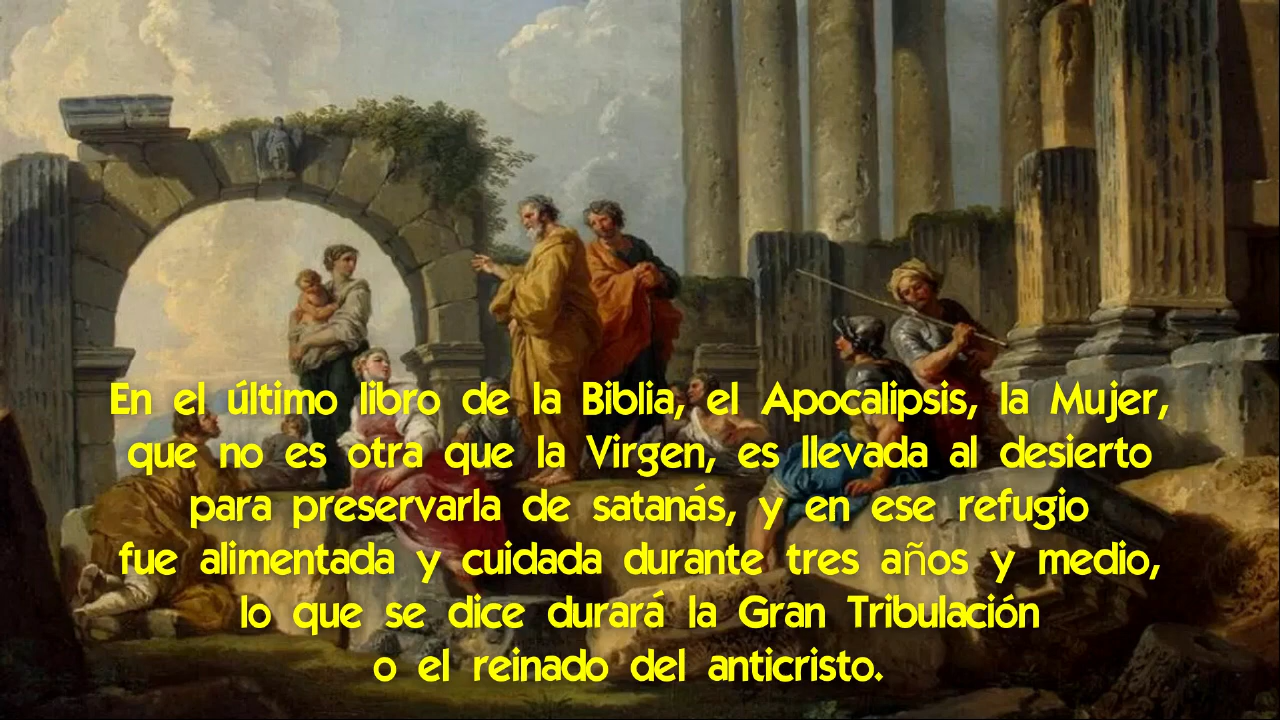 En el último libro de la Biblia, el Apocalipsis, la Mujer,
que no es otra que la Virgen, es llevada al desierto
para preservarla de satanás, y en ese refugio
fue alimentada y cuidada durante tres años y medio,
lo que se dice durará la Gran Tribulación
o el reinado del anticristo.